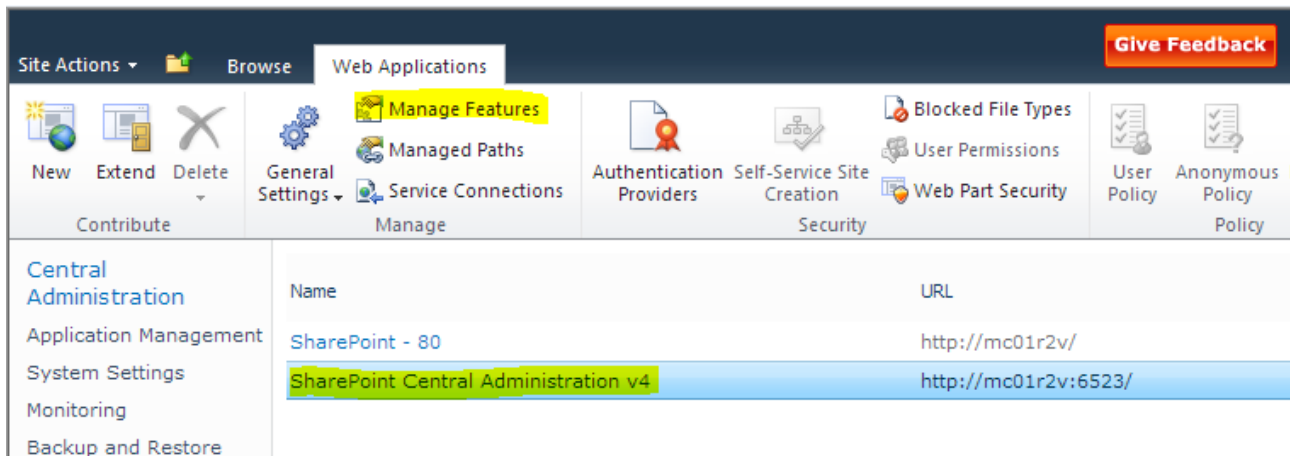 Give Feedback
Site Actions
Browse
Web Applications
Manage Features
Managed Paths
Service Connections
New
Extend
Delete
General
Settings
Authentication
Providers
Self-Service Site
Creation
Blocked File Types
User Permissions
Web Part Security
User
Policy
Anonymous
Policy
Contribute
Manage
Security
Policy
Central
Administration
Application Management
System Settings
Monitoring
Backup and Restore
Name URL
SharePoint - 80 http://mc01r2v/
SharePoint Central Administration v4 http://mc01r2v:6523/